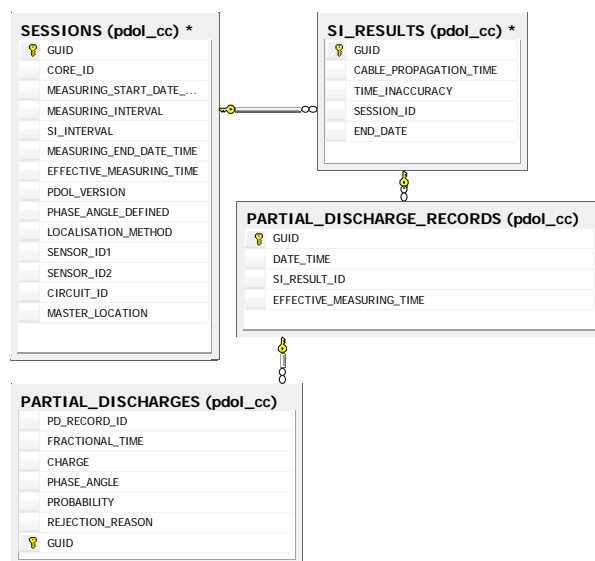 SESSIONS (pdol_cc) *
GUID
CORE_ID
MEASURING_START_DATE_...
MEASURING_INTERVAL
SI_INTERVAL
MEASURING_END_DATE_TIME
EFFECTIVE_MEASURING_TIME
PDOL_VERSION
PHASE_ANGLE_DEFINED
LOCALISATION_METHOD
SENSOR_ID1
SENSOR_ID2
CIRCUIT_ID
MASTER_LOCATION
SI_RESULTS (pdol_cc) *
GUID
CABLE_PROPAGATION_TIME
TIME_INACCURACY
SESSION_ID
END_DATE
PARTIAL_DISCHARGE_RECORDS (pdol_cc)
GUID
DATE_TIME
SI_RESULT_ID
EFFECTIVE_MEASURING_TIME
PARTIAL_DISCHARGES (pdol_cc)
PD_RECORD_ID
FRACTIONAL_TIME
CHARGE
PHASE_ANGLE
PROBABILITY
REJECTION_REASON
GUID